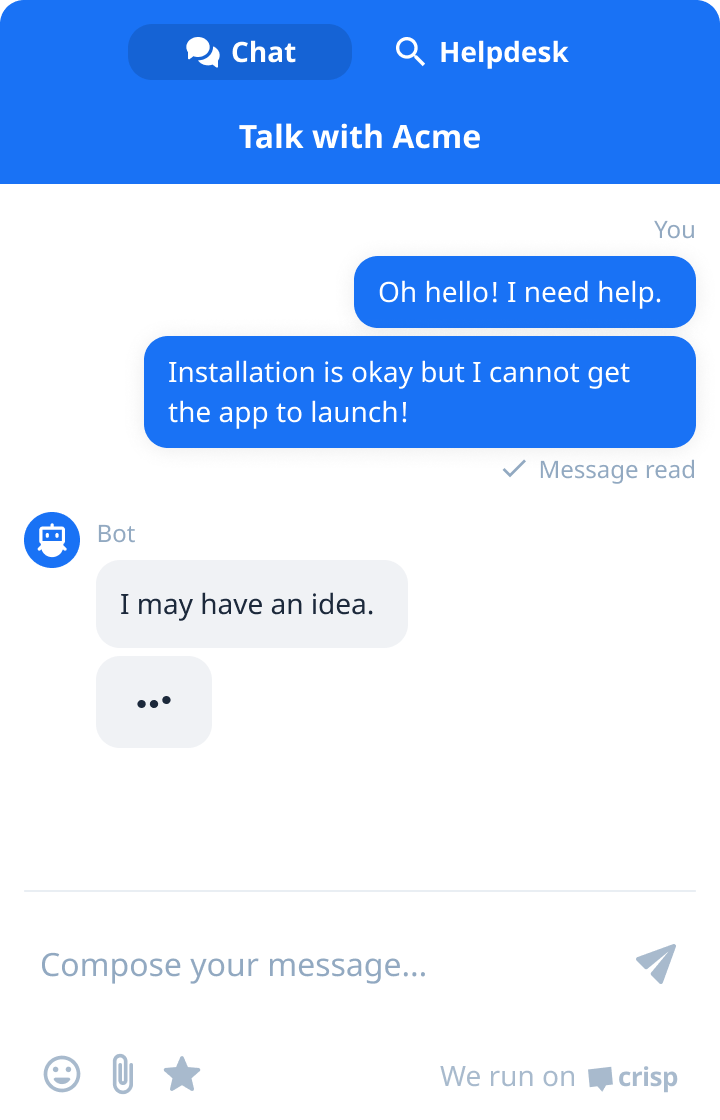 Chat
Helpdesk
Talk with Acme
You
Oh hello! I need help.
Installation is okay but I cannot get
the app to launch!
Message read
Bot
I may have an idea.
Compose your message...
We run on crisp